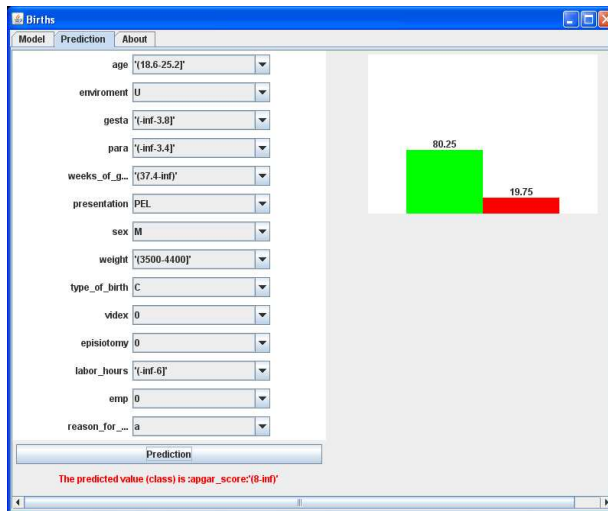 Births
Model Prediction About
age '(18.6-25.2]'
enviroment U
gesta '(-inf-3.8]'
para '(-inf-3.4]'
weeks_of_g... '(37.4-inf)'
presentation PEL
sex M
weight '(3500-4400]'
type_of_birth C
videx 0
episiotomy 0
labor_hours '(-inf-6]'
emp 0
reason_for_... a
Prediction
The predicted value (class) is :apgar_score:'(8-inf)'
80.25
19.75